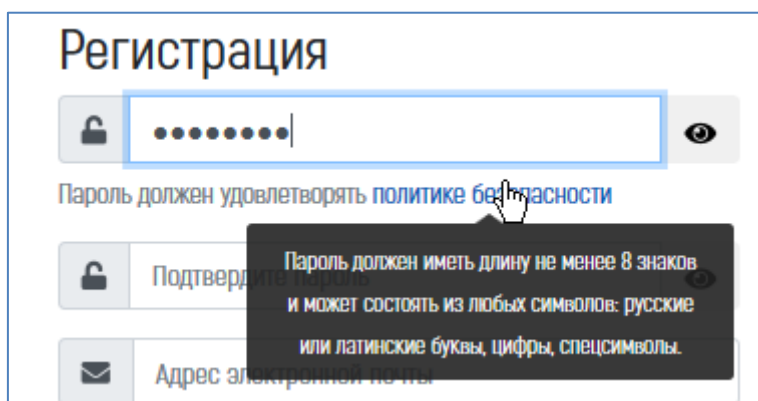 Регистрация
••••••••
Пароль должен удовлетворять политике безопасности
Пароль должен иметь длину не менее 8 знаков
и может состоять из любых символов: русские
или латинские буквы, цифры, спецсимволы.
Подтвердите пароль
Адрес электронной почты